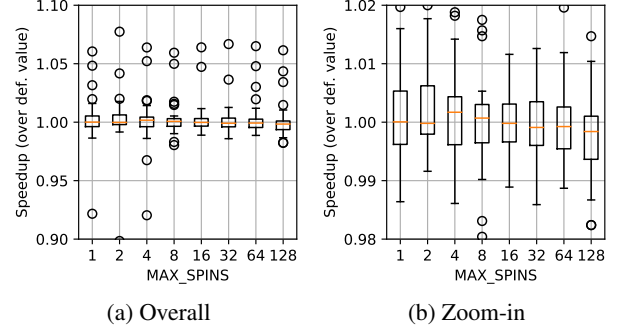 1.10
1.05
1.00
0.95
0.90
Speedup (over def. value)
1 2 4 8 16 32 64 128
MAX_SPINS
(a) Overall
1.02
1.01
1.00
0.99
0.98
Speedup (over def. value)
1 2 4 8 16 32 64 128
MAX_SPINS
(b) Zoom-in